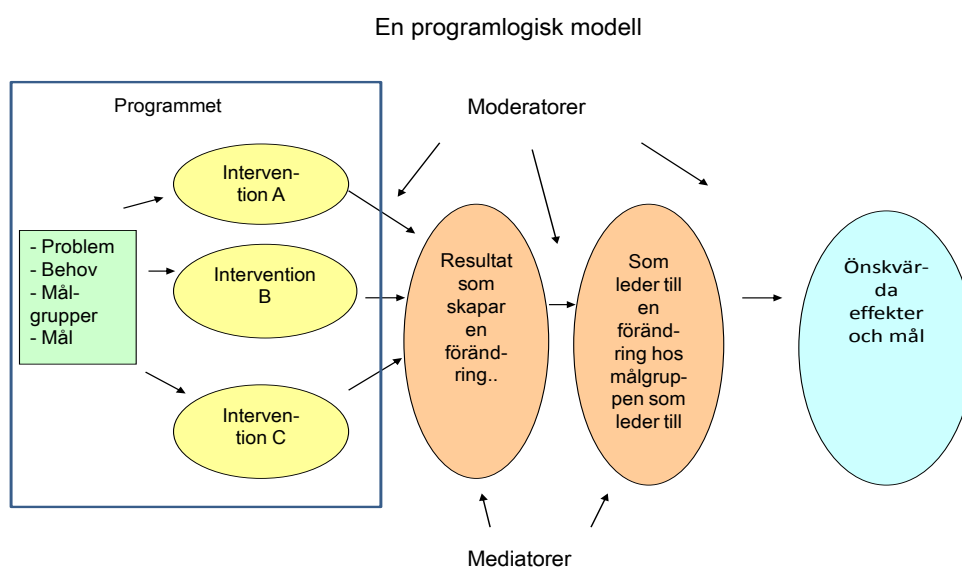 En programlogisk modell
Programmet
Moderatorer
- Problem
- Behov
- Mål-
grupper
- Mål
Interven-
tion A
Intervention
B
Interven-
tion C
Resultat
som
skapar
en
föränd-
ring..
Som
leder till
en
föränd-
ring hos
målgrup-
pen som
leder till
Önskvär-
da
effekter
och mål
Mediatorer